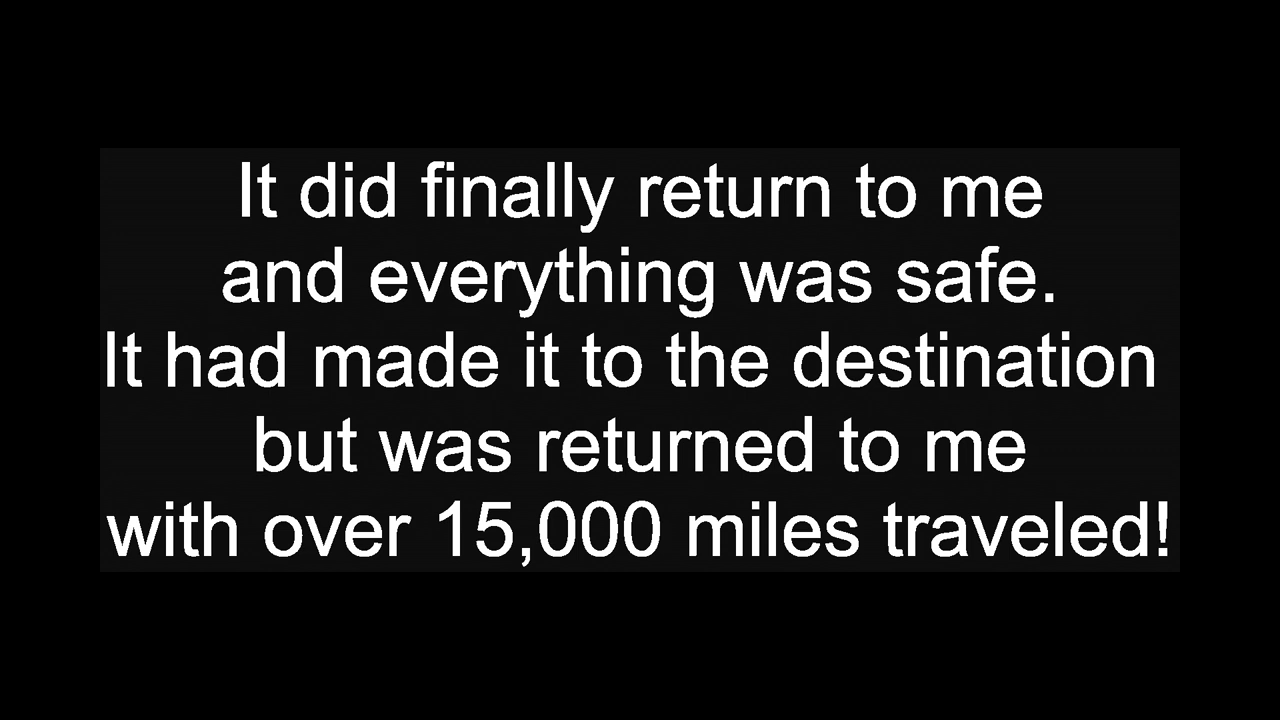 It did finally return to me
and everything was safe.
It had made it to the destination
but was returned to me
with over 15,000 miles traveled!